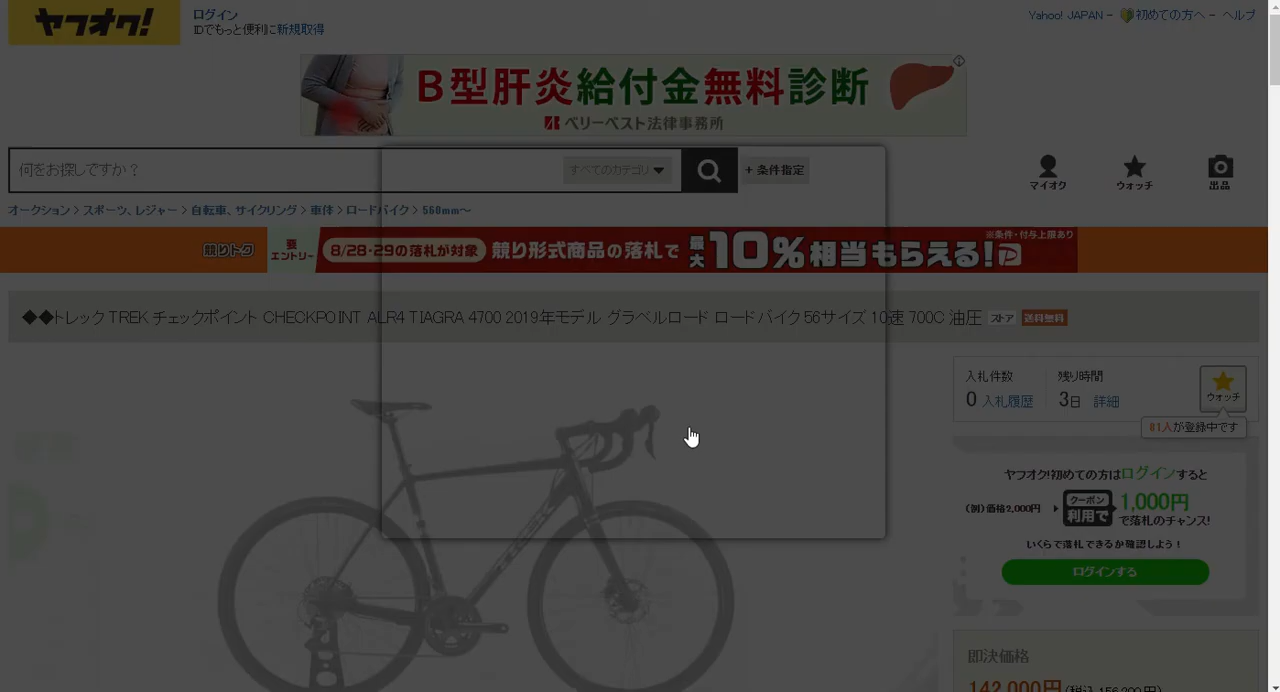 ヤフオク!
ログイン
IDでもっと便利に新規取得
Yahoo! JAPAN - 初めての方へ - ヘルプ
B型肝炎給付金無料診断
ベリーベスト法律事務所
何をお探しですか？ すべてのカテゴリ
+ 条件指定
マイオク
ウォッチ
出品
オークション > スポーツ、レジャー > 自転車、サイクリング > 車体 > ロードバイク > 560mm〜
競りトク
要エントリー
8/28・29の落札が対象
競り形式商品の落札で最大10%相当もらえる!
※条件・付与上限あり
◆◆トレック TREK チェックポイント CHECKPOINT ALR4 TIAGRA 4700 2019年モデル グラベルロード ロードバイク 56サイズ 10速 700C 油圧 ストア 送料無料
入札件数
0 入札履歴
残り時間
3日 詳細
ウォッチ
81人が登録中です
ヤフオク!初めての方はログインすると
(例)価格2,000円
クーポン利用で
1,000円
で落札のチャンス!
いくらで落札できるか確認しよう！
ログインする
即決価格
142,000円(税込 156,200円)